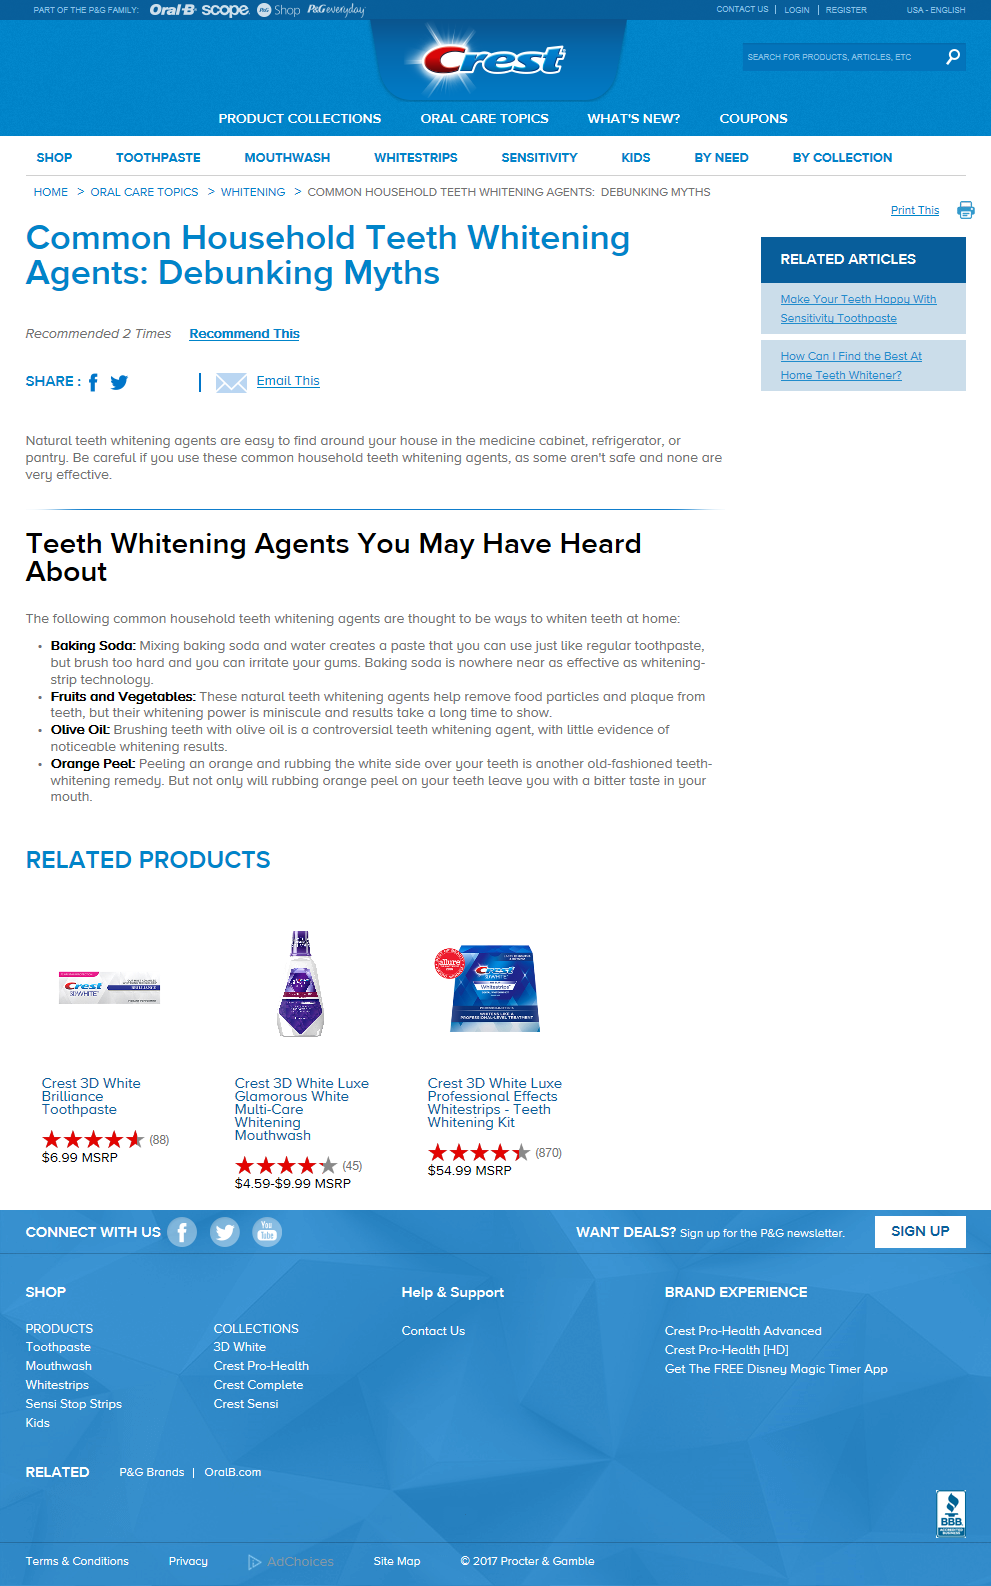 PART OF THE P&G FAMILY: Oral-B scope. P&G Shop P&G everyday
CONTACT US | LOGIN | REGISTER USA - ENGLISH
Crest
SEARCH FOR PRODUCTS, ARTICLES, ETC
PRODUCT COLLECTIONS ORAL CARE TOPICS WHAT'S NEW? COUPONS
SHOP TOOTHPASTE MOUTHWASH WHITESTRIPS SENSITIVITY KIDS BY NEED BY COLLECTION
HOME > ORAL CARE TOPICS > WHITENING > COMMON HOUSEHOLD TEETH WHITENING AGENTS: DEBUNKING MYTHS
Print This
Common Household Teeth Whitening
Agents: Debunking Myths
RELATED ARTICLES
Make Your Teeth Happy With
Sensitivity Toothpaste
How Can I Find the Best At
Home Teeth Whitener?
Recommended 2 Times Recommend This
SHARE : | Email This
Natural teeth whitening agents are easy to find around your house in the medicine cabinet, refrigerator, or
pantry. Be careful if you use these common household teeth whitening agents, as some aren't safe and none are
very effective.
Teeth Whitening Agents You May Have Heard
About
The following common household teeth whitening agents are thought to be ways to whiten teeth at home:
• Baking Soda: Mixing baking soda and water creates a paste that you can use just like regular toothpaste,
but brush too hard and you can irritate your gums. Baking soda is nowhere near as effective as whitening-
strip technology.
• Fruits and Vegetables: These natural teeth whitening agents help remove food particles and plaque from
teeth, but their whitening power is miniscule and results take a long time to show.
• Olive Oil: Brushing teeth with olive oil is a controversial teeth whitening agent, with little evidence of
noticeable whitening results.
• Orange Peel: Peeling an orange and rubbing the white side over your teeth is another old-fashioned teeth-
whitening remedy. But not only will rubbing orange peel on your teeth leave you with a bitter taste in your
mouth.
RELATED PRODUCTS
Crest
3D WHITE
BRILLIANCE
allure
Crest
3D WHITE
Whitestrips
WHITENS LIKE A
PROFESSIONAL-LEVEL TREATMENT
Crest 3D White
Brilliance
Toothpaste
(88)
$6.99 MSRP
Crest 3D White Luxe
Glamorous White
Multi-Care
Whitening
Mouthwash
(45)
$4.59-$9.99 MSRP
Crest 3D White Luxe
Professional Effects
Whitestrips - Teeth
Whitening Kit
(870)
$54.99 MSRP
CONNECT WITH US You Tube WANT DEALS? Sign up for the P&G newsletter. SIGN UP
SHOP
PRODUCTS
Toothpaste
Mouthwash
Whitestrips
Sensi Stop Strips
Kids
COLLECTIONS
3D White
Crest Pro-Health
Crest Complete
Crest Sensi
Help & Support
Contact Us
BRAND EXPERIENCE
Crest Pro-Health Advanced
Crest Pro-Health [HD]
Get The FREE Disney Magic Timer App
RELATED P&G Brands | OralB.com
BBB
ACCREDITED
BUSINESS
Terms & Conditions Privacy AdChoices Site Map © 2017 Procter & Gamble